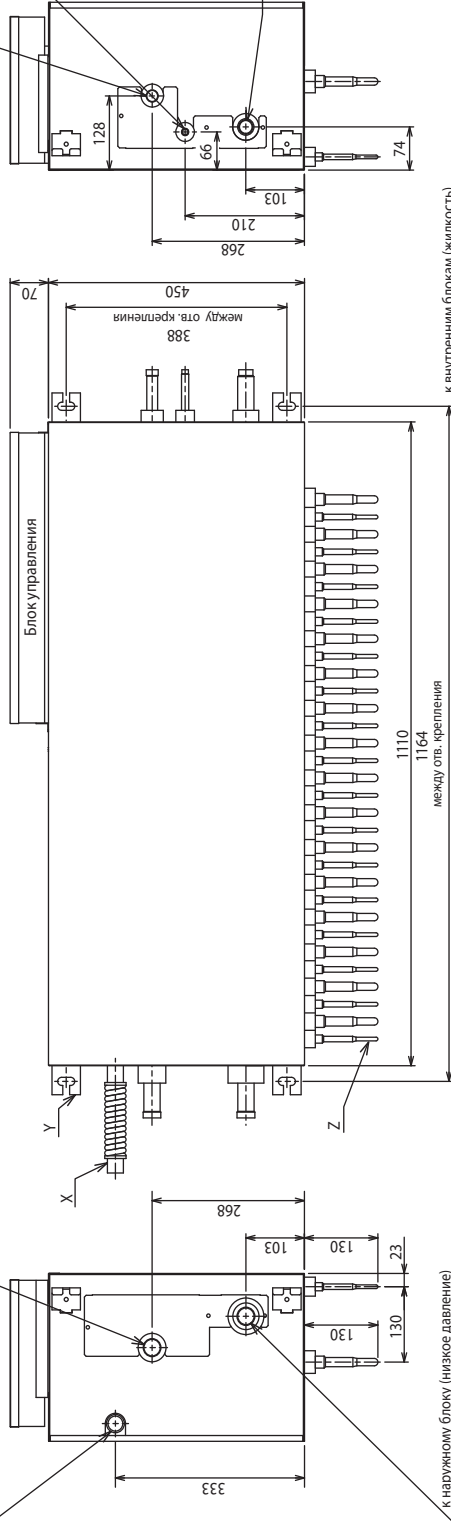 128
66
74
103
210
268
к внутренним блокам (жидкость)
70
450
388
между отв. крепления
Блок управления
1110
1164
между отв. крепления
Y
X
Z
268
103
130
23
130
130
333
к наружному блоку (низкое давление)